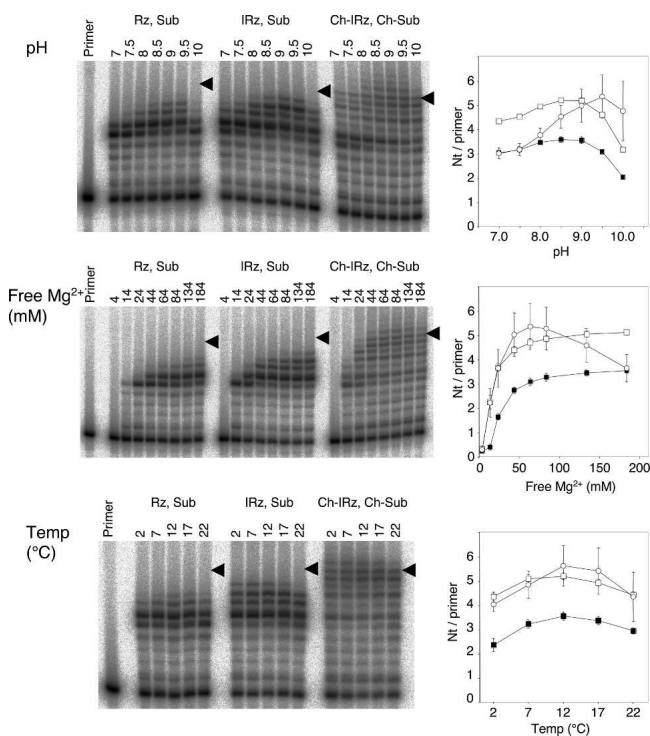 pH
Primer
Rz, Sub
IRz, Sub
Ch-IRz, Ch-Sub
7 7.5 8 8.5 9 9.5 10
7 7.5 8 8.5 9 9.5 10
7 7.5 8 8.5 9 9.5 10
Nt / primer
6
5
4
3
2
1
0
7.0 8.0 9.0 10.0
pH
Free Mg²⁺
(mM)
Primer
Rz, Sub
IRz, Sub
Ch-IRz, Ch-Sub
4 14 24 44 64 84 134 184
4 14 24 44 64 84 134 184
4 14 24 44 64 84 134 184
Nt / primer
6
5
4
3
2
1
0
0 50 100 150 200
Free Mg²⁺ (mM)
Temp
(°C)
Primer
Rz, Sub
IRz, Sub
Ch-IRz, Ch-Sub
2 7 12 17 22
2 7 12 17 22
2 7 12 17 22
Nt / primer
6
5
4
3
2
1
0
2 7 12 17 22
Temp (°C)